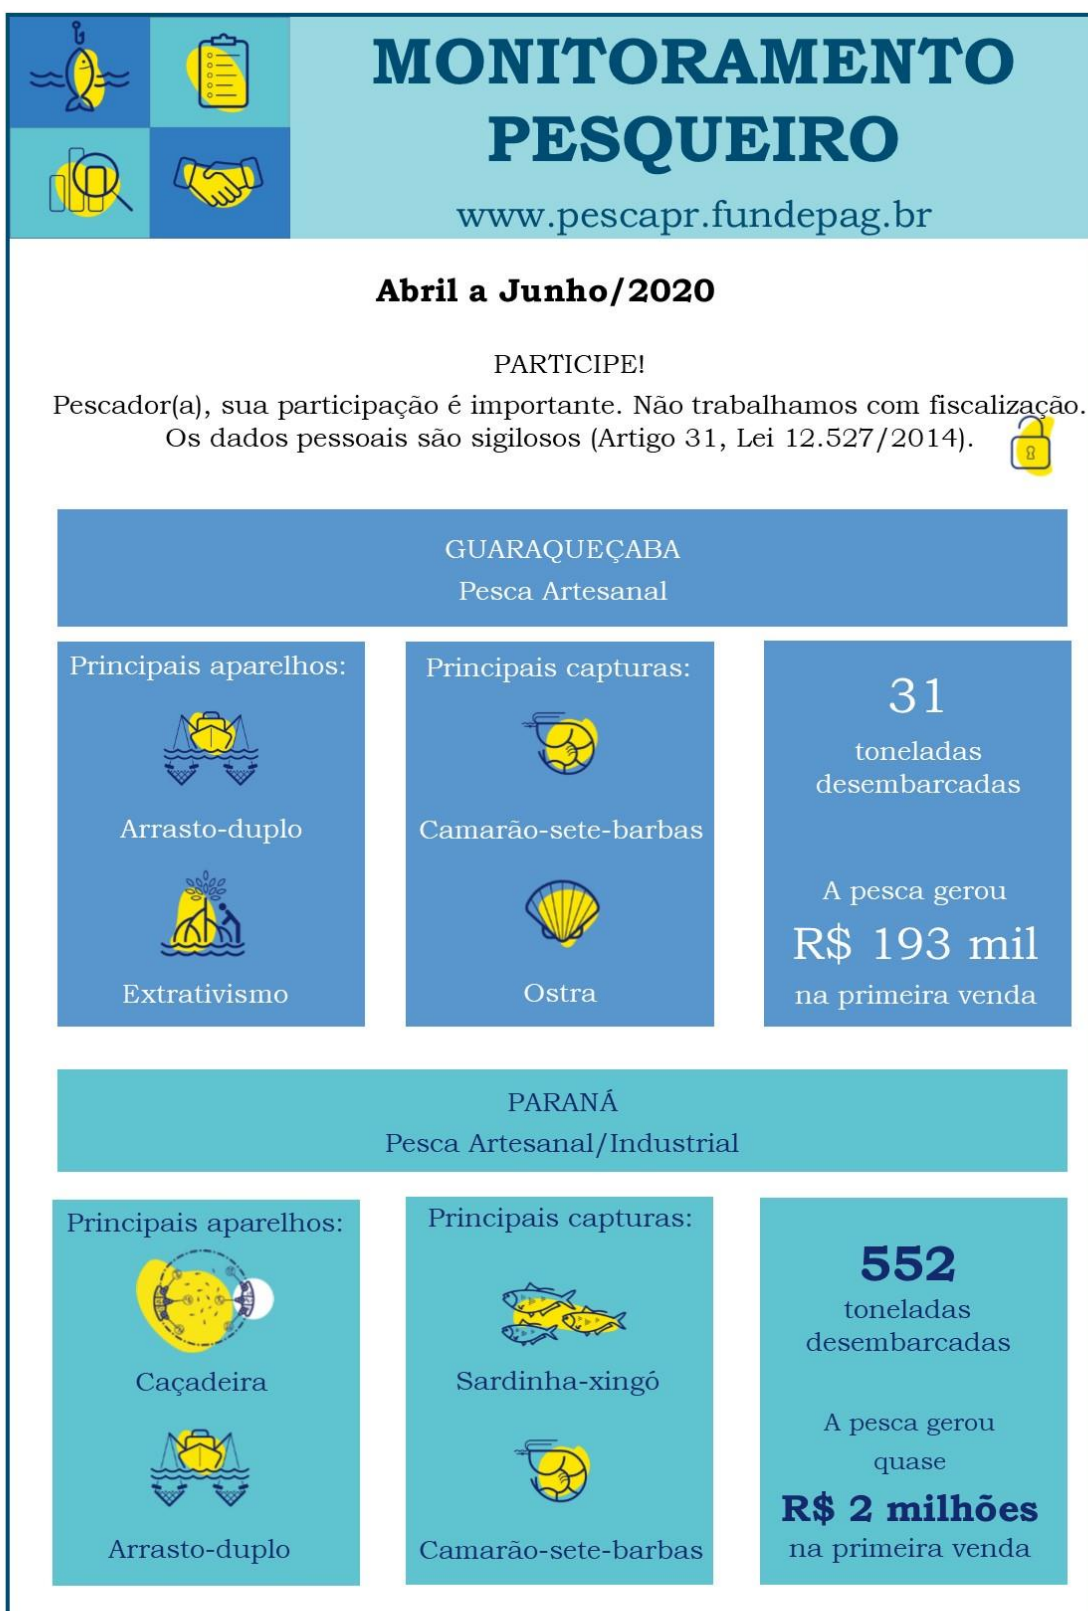 MONITORAMENTO
PESQUEIRO
www.pescapr.fundepag.br
Abril a Junho/2020
PARTICIPE!
Pescador(a), sua participação é importante. Não trabalhamos com fiscalização.
Os dados pessoais são sigilosos (Artigo 31, Lei 12.527/2014).
GUARAQUEÇABA
Pesca Artesanal
Principais aparelhos:
Arrasto-duplo
Extrativismo
Principais capturas:
Camarão-sete-barbas
Ostra
31
toneladas
desembarcadas
A pesca gerou
R$ 193 mil
na primeira venda
PARANÁ
Pesca Artesanal/Industrial
Principais aparelhos:
Caçadeira
Arrasto-duplo
Principais capturas:
Sardinha-xingó
Camarão-sete-barbas
552
toneladas
desembarcadas
A pesca gerou
quase
R$ 2 milhões
na primeira venda